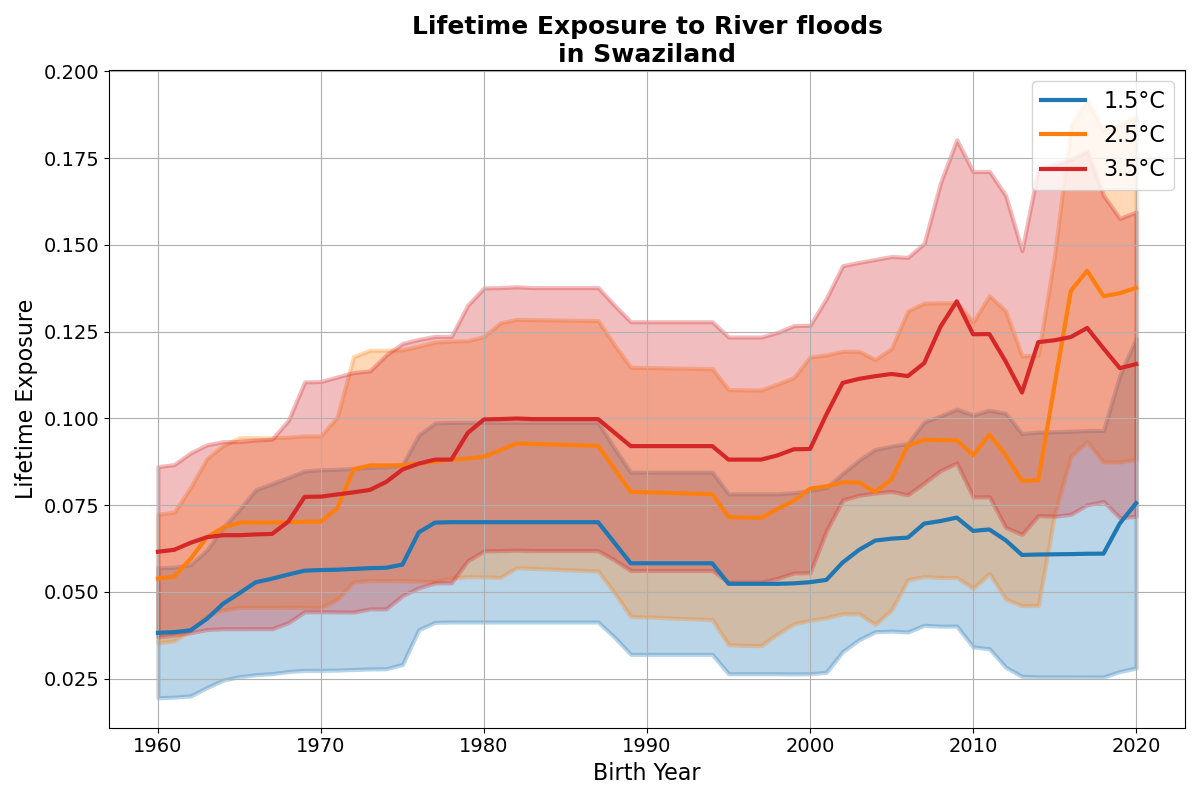 Lifetime Exposure to River floods
in Swaziland
1.5°C
2.5°C
3.5°C
Lifetime Exposure
0.200
0.175
0.150
0.125
0.100
0.075
0.050
0.025
1960 1970 1980 1990 2000 2010 2020
Birth Year